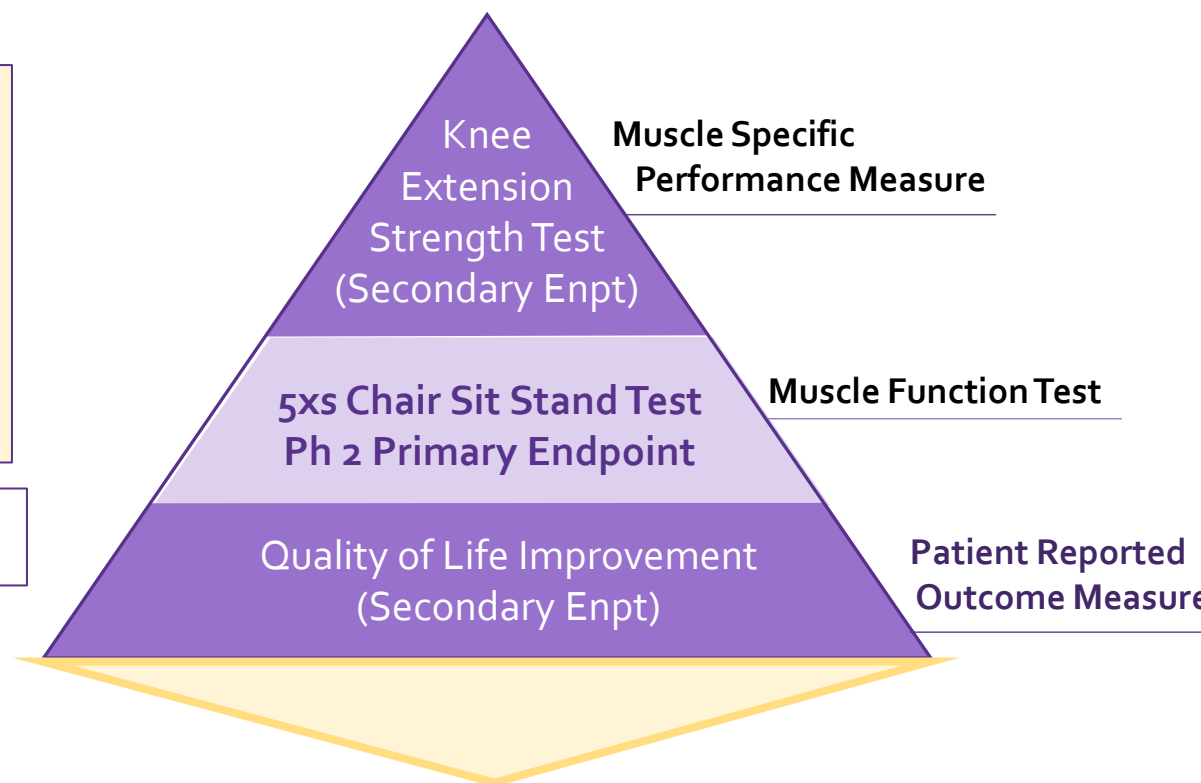 Knee
Extension
Strength Test
(Secondary Enpt)
Muscle Specific
Performance Measure
5xs Chair Sit Stand Test
Ph 2 Primary Endpoint
Muscle Function Test
Quality of Life Improvement
(Secondary Enpt)
Patient Reported
Outcome Measure